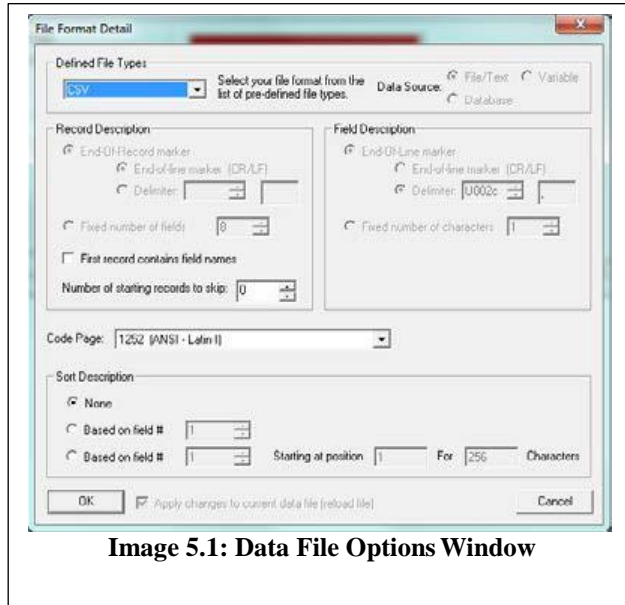 File Format Detail
Defined File Types
CSV
Select your file format from the
list of pre-defined file types.
Data Source:
File/Text
Variable
Database
Record Description
End-Of-Record marker
End-of-line marker (CR/LF)
Delimiter:
Fixed number of fields
8
First record contains field names
Number of starting records to skip:
0
Field Description
End-Of-Line marker
End-of-line marker (CR/LF)
Delimiter:
U002c
,
Fixed number of characters
1
Code Page:
1252 (ANSI - Latin I)
Sort Description
None
Based on field #
1
Based on field #
1
Starting at position
1
For
256
Characters
OK
Apply changes to current data file (reload file)
Cancel
Image 5.1: Data File Options Window